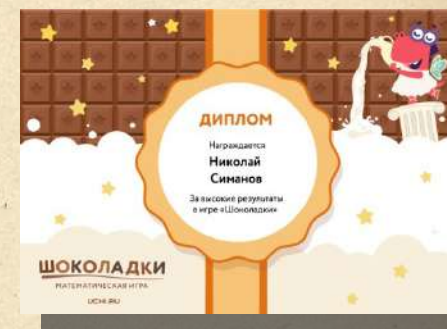 ДИПЛОМ
Награждается
Николай
Симанов
За высокие результаты
в игре «Шоколадки»
ШОКОЛАДКИ
МАТЕМАТИЧЕСКАЯ ИГРА
UCHI.RU